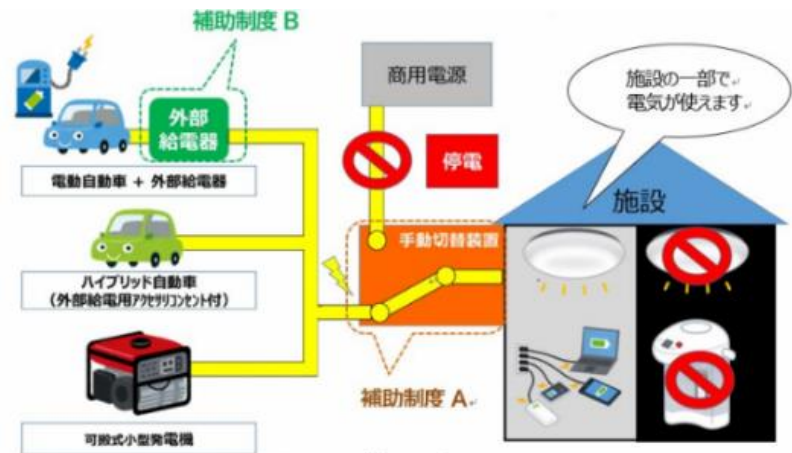 補助制度 B
外部
給電器
電動自動車 + 外部給電器
ハイブリッド自動車
(外部給電用アクセサリコンセント付)
可搬式小型発電機
商用電源
停電
手動切替装置
補助制度 A
施設の一部で
電気が使えます
施設